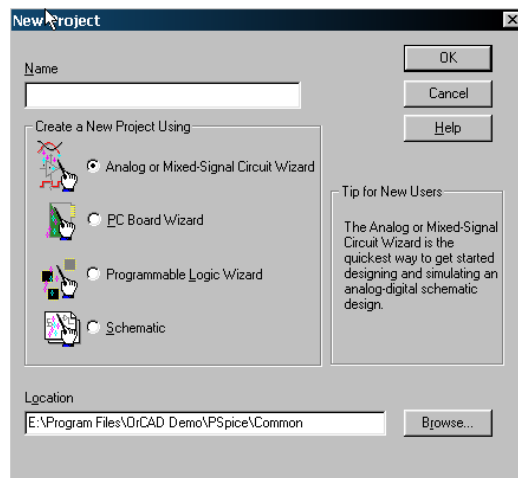 New Project
Name
OK
Cancel
Help
Create a New Project Using
Analog or Mixed-Signal Circuit Wizard
PC Board Wizard
Programmable Logic Wizard
Schematic
Tip for New Users
The Analog or Mixed-Signal
Circuit Wizard is the
quickest way to get started
designing and simulating an
analog-digital schematic
design.
Location
E:\Program Files\OrCAD Demo\PSpice\Common
Browse...